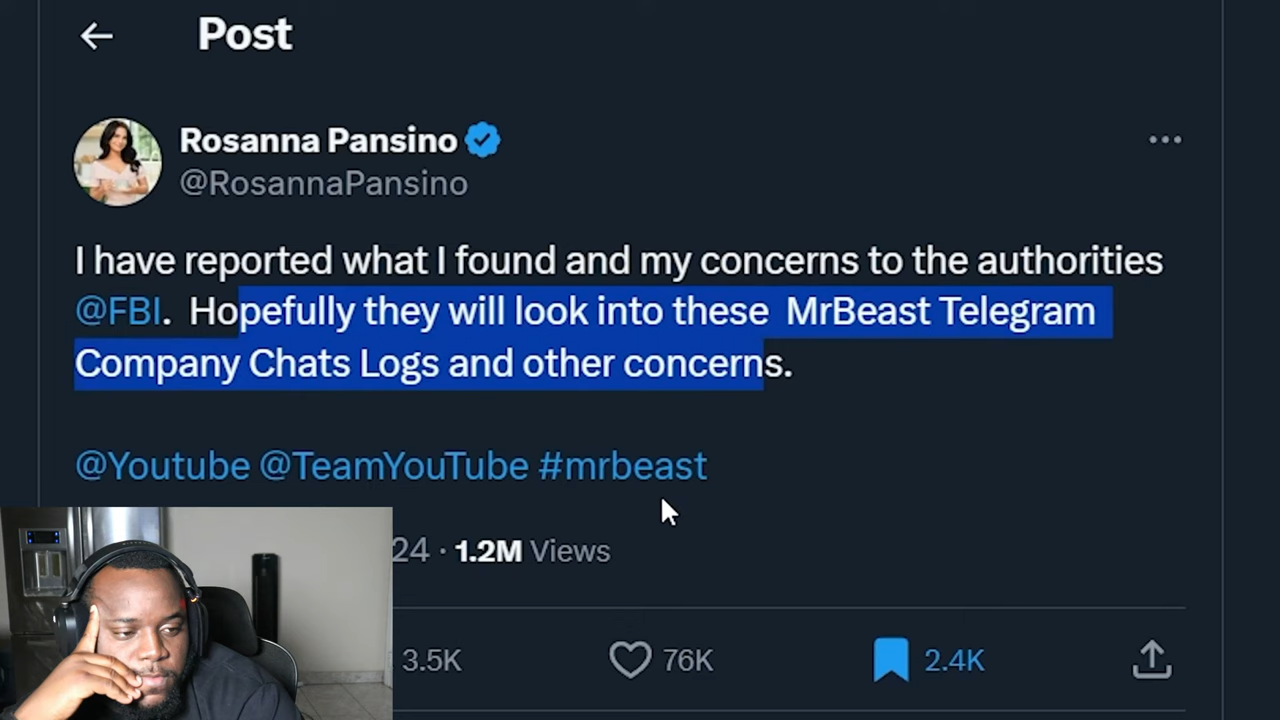 Post
Rosanna Pansino
@RosannaPansino
I have reported what I found and my concerns to the authorities
@FBI.  Hopefully they will look into these  MrBeast Telegram
Company Chats Logs and other concerns.
@Youtube @TeamYouTube #mrbeast
24 · 1.2M Views
3.5K 76K 2.4K